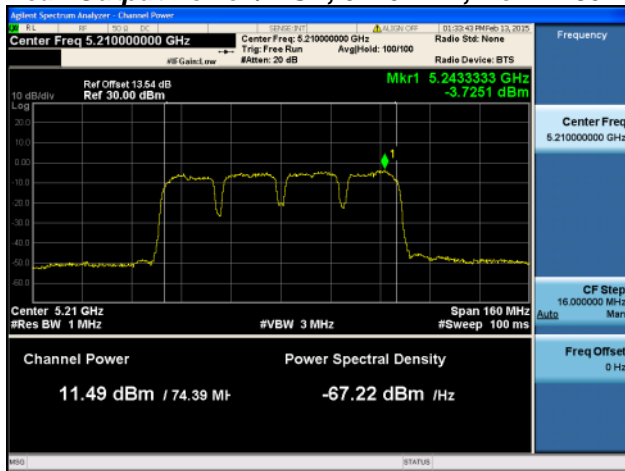 Agilent Spectrum Analyzer - Channel Power
RL RF 50 Ω DC SENSE:INT ALIGN OFF 01:33:43 PM Feb 13, 2015
Center Freq 5.210000000 GHz
Center Freq: 5.210000000 GHz
Radio Std: None
Trig: Free Run Avg|Hold: 100/100
#IFGain:Low
#Atten: 20 dB
Radio Device: BTS
Frequency
Ref Offset 13.54 dB
Mkr1 5.2433333 GHz
10 dB/div Ref 30.00 dBm
-3.7251 dBm
Log
20.0
10.0
0.00
-10.0
-20.0
-30.0
-40.0
-50.0
-60.0
1
Center 5.21 GHz
Span 160 MHz
#Res BW 1 MHz
#VBW 3 MHz
#Sweep 100 ms
Center Freq
5.210000000 GHz
CF Step
16.000000 MHz
Auto Man
Freq Offset
0 Hz
Channel Power
Power Spectral Density
11.49 dBm / 74.39 MH
-67.22 dBm /Hz
MSG
STATUS